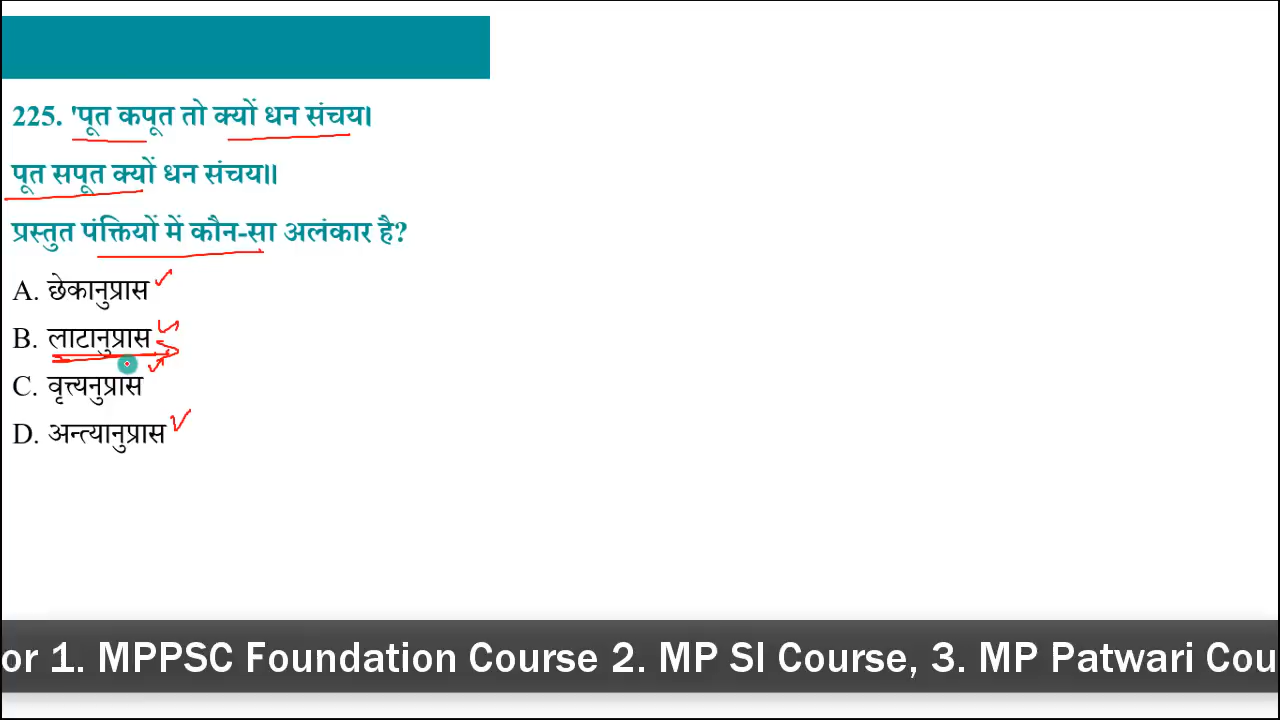 225. 'पूत कपूत तो क्यों धन संचय।
पूत सपूत क्यों धन संचय॥
प्रस्तुत पंक्तियों में कौन-सा अलंकार है?
A. छेकानुप्रास
B. लाटानुप्रास
C. वृत्त्यनुप्रास
D. अन्त्यानुप्रास
or 1. MPPSC Foundation Course 2. MP SI Course, 3. MP Patwari Cou